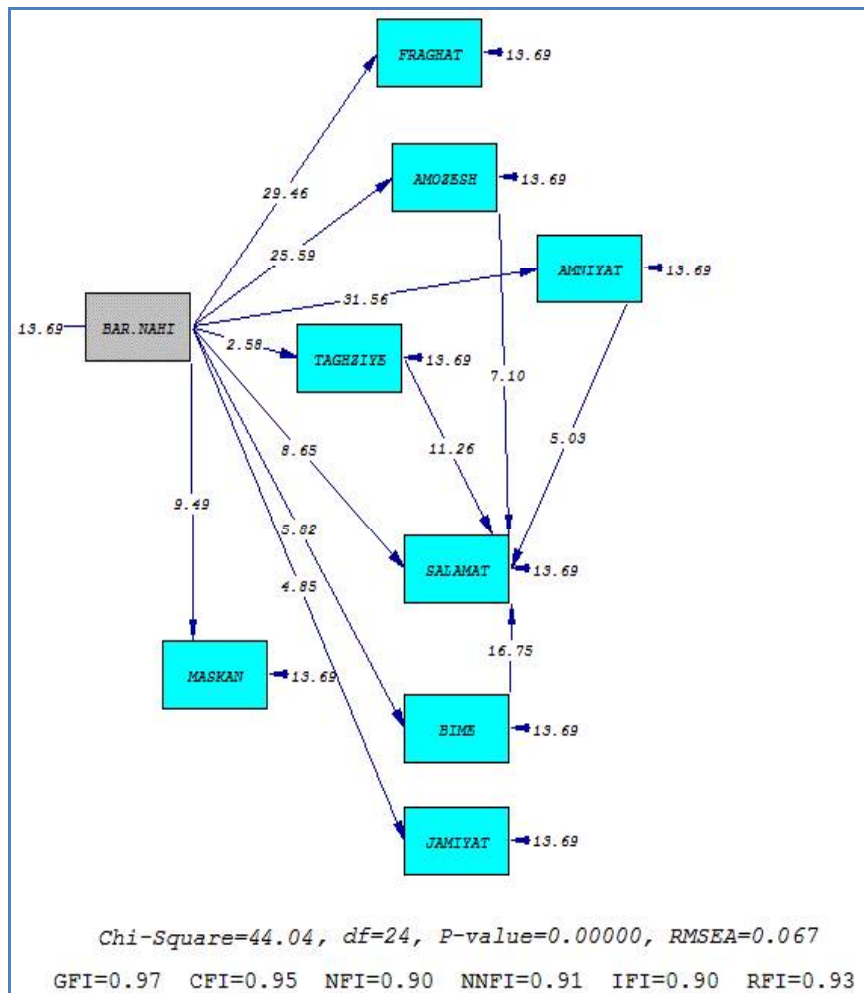 FRAGHAT 13.69
29.46
AMOZESH 13.69
25.59
AMNIYAT 13.69
31.56
13.69 BAR.NAHI
2.58
TAGHZIYE 13.69
7.10
5.03
8.65
11.26
9.49
5.82
4.85
SALAMAT 13.69
16.75
MASKAN 13.69
BIME 13.69
JAMIYAT 13.69
Chi-Square=44.04, df=24, P-value=0.00000, RMSEA=0.067
GFI=0.97 CFI=0.95 NFI=0.90 NNFI=0.91 IFI=0.90 RFI=0.93